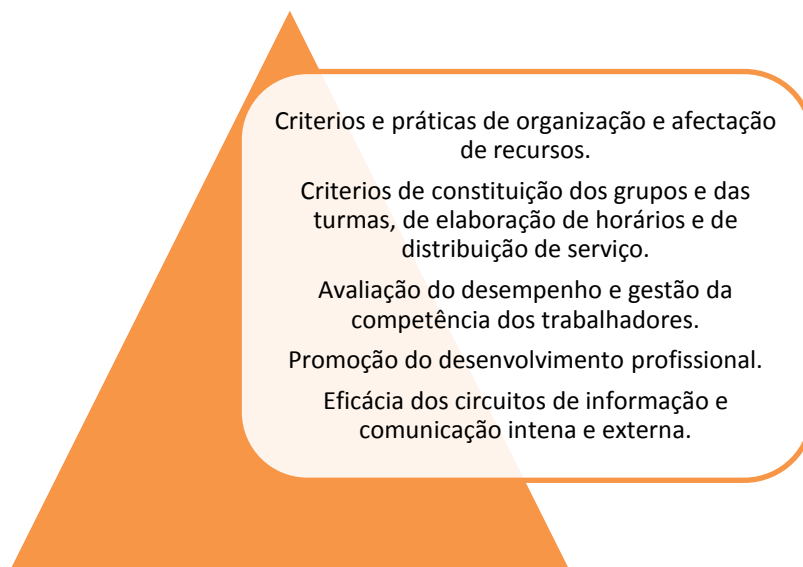 Criterios e práticas de organização e afectação
de recursos.
Criterios de constituição dos grupos e das
turmas, de elaboração de horários e de
distribuição de serviço.
Avaliação do desempenho e gestão da
competência dos trabalhadores.
Promoção do desenvolvimento profissional.
Eficácia dos circuitos de informação e
comunicação intena e externa.